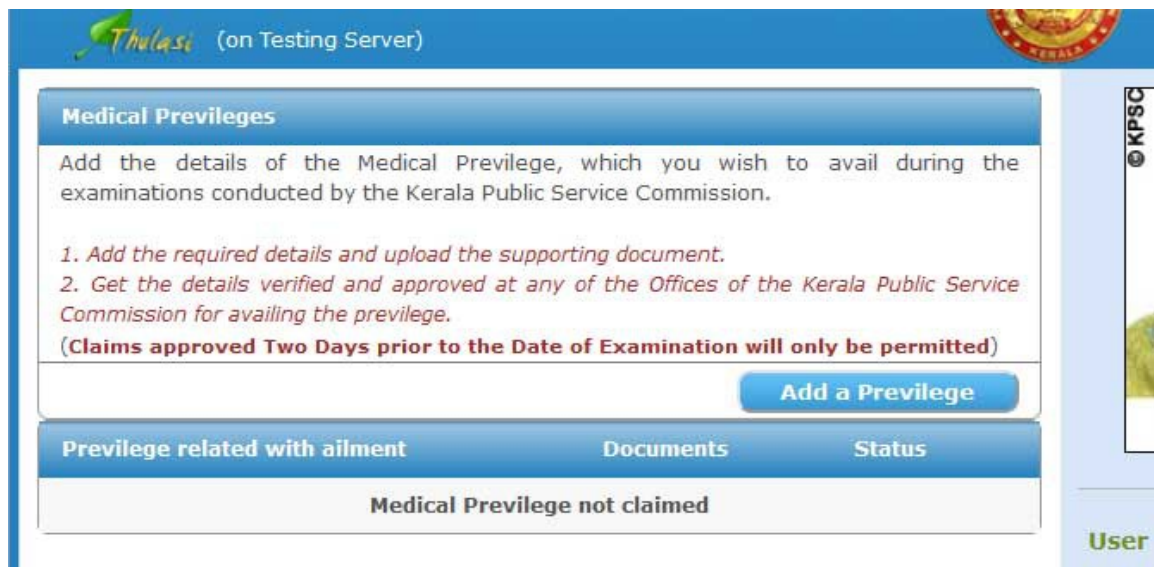 Thulasi (on Testing Server)
KERALA
© KPSC
Medical Previleges
Add the details of the Medical Previlege, which you wish to avail during the
examinations conducted by the Kerala Public Service Commission.
1. Add the required details and upload the supporting document.
2. Get the details verified and approved at any of the Offices of the Kerala Public Service
Commission for availing the previlege.
(Claims approved Two Days prior to the Date of Examination will only be permitted)
Add a Previlege
Previlege related with ailment Documents Status
Medical Previlege not claimed
User